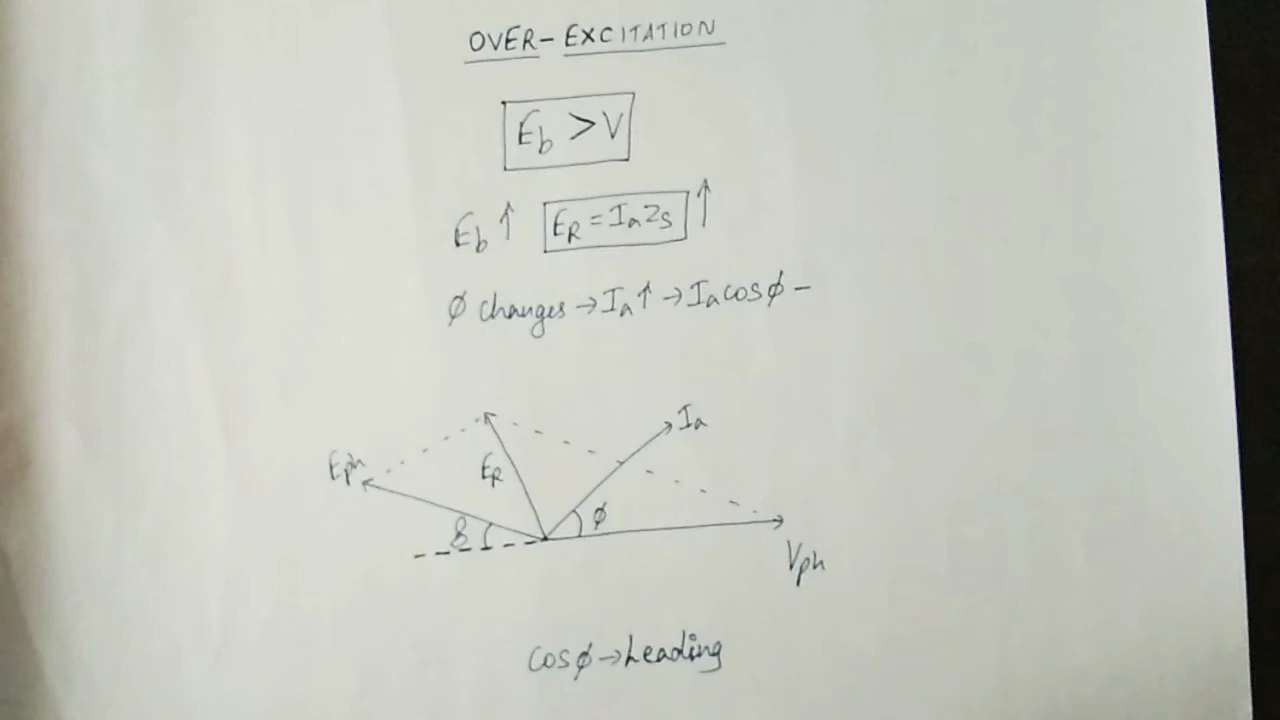 OVER-EXCITATION
Eb > V
Eb ↑ ER = IaZs ↑
ϕ changes → Ia ↑ → Ia cosϕ –
Ia
Eph
ER
δ
ϕ
Vph
cosϕ → Leading